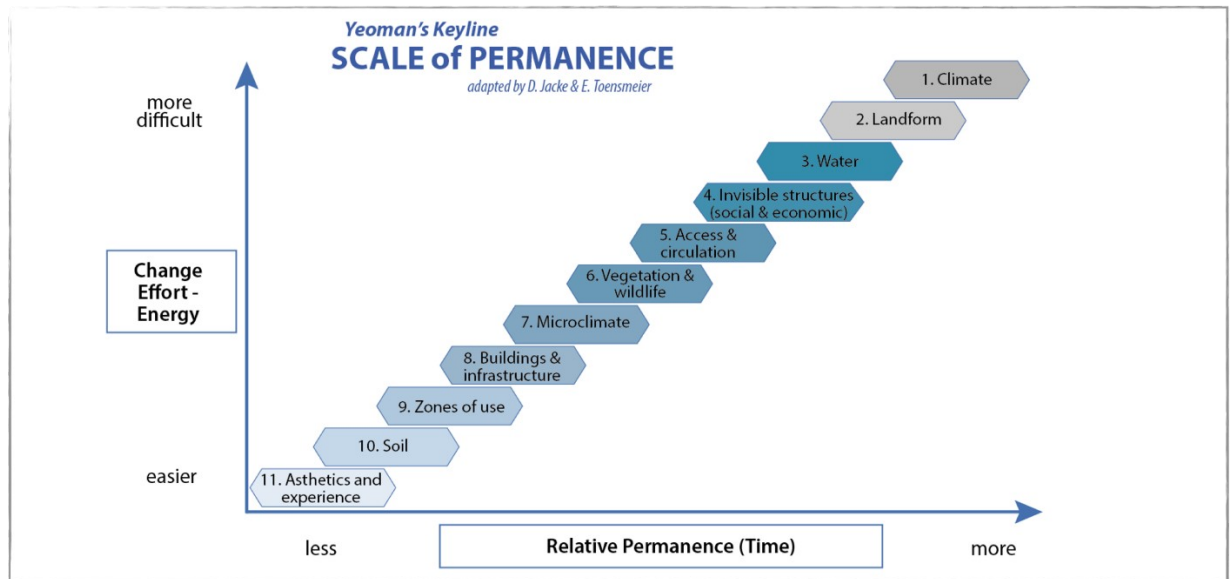 Yeoman's Keyline
SCALE of PERMANENCE
adapted by D. Jacke & E. Toensmeier
more
difficult
1. Climate
2. Landform
3. Water
4. Invisible structures
(social & economic)
5. Access &
circulation
Change
Effort -
Energy
6. Vegetation &
wildlife
7. Microclimate
8. Buildings &
infrastructure
9. Zones of use
10. Soil
easier
11. Asthetics and
experience
less
Relative Permanence (Time)
more